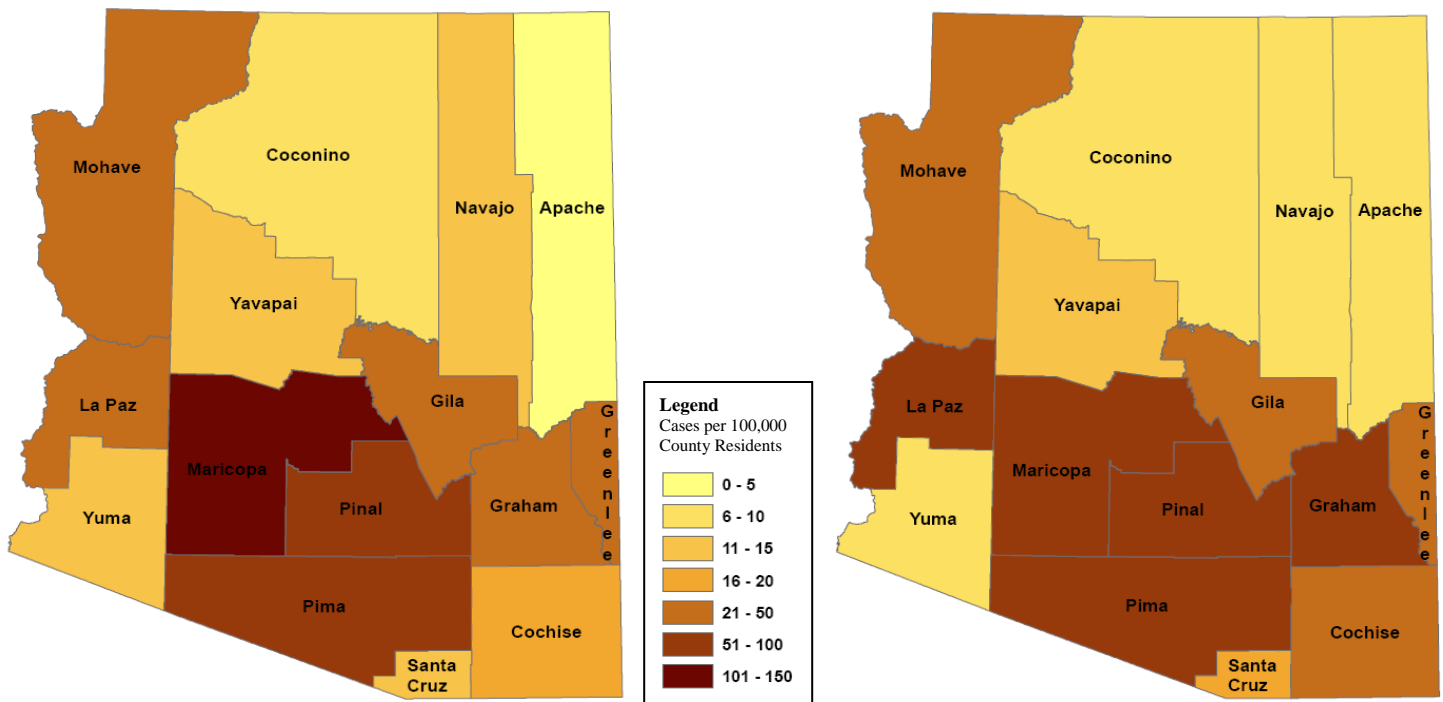 Mohave
Coconino
Navajo
Apache
Yavapai
La Paz
Gila
Greenlee
Maricopa
Yuma
Pinal
Graham
Pima
Cochise
Santa
Cruz
Legend
Cases per 100,000
County Residents
0 - 5
6 - 10
11 - 15
16 - 20
21 - 50
51 - 100
101 - 150
Mohave
Coconino
Navajo
Apache
Yavapai
La Paz
Gila
Greenlee
Maricopa
Yuma
Pinal
Graham
Pima
Cochise
Santa
Cruz